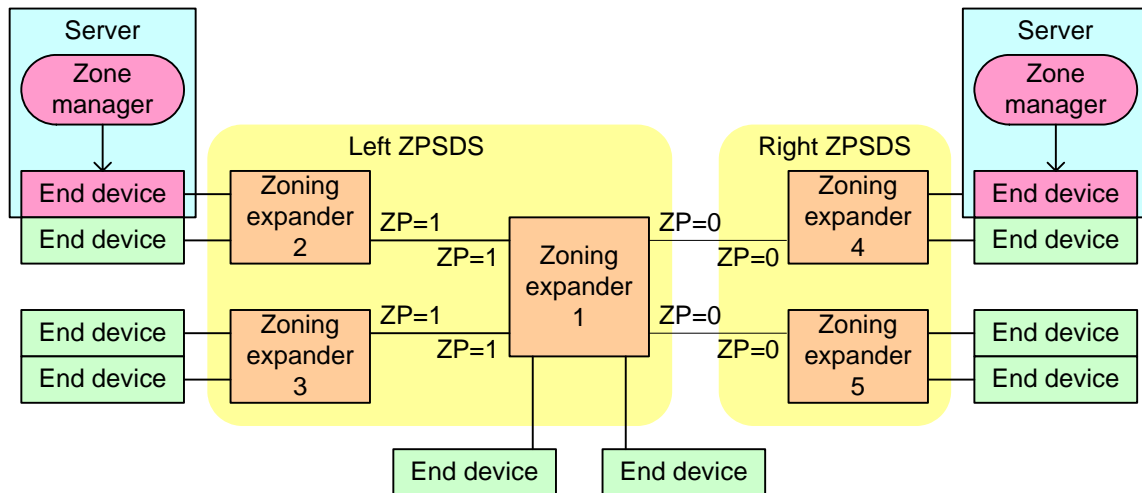 Server
Zone
manager
End device
End device
End device
End device
Left ZPSDS
Zoning
expander
2
Zoning
expander
3
ZP=1
ZP=1
ZP=1
ZP=1
Zoning
expander
1
End device
End device
ZP=0
ZP=0
ZP=0
ZP=0
Right ZPSDS
Zoning
expander
4
Zoning
expander
5
Server
Zone
manager
End device
End device
End device
End device